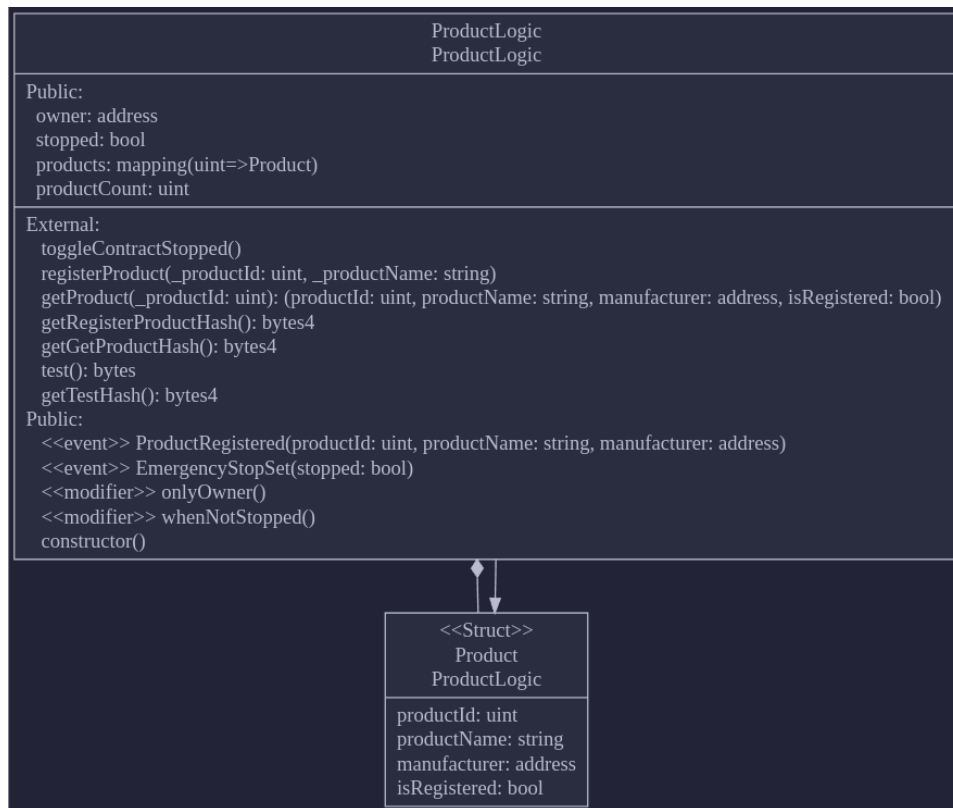 ProductLogic
ProductLogic
Public:
owner: address
stopped: bool
products: mapping(uint=>Product)
productCount: uint
External:
toggleContractStopped()
registerProduct(_productId: uint, _productName: string)
getProduct(_productId: uint): (productId: uint, productName: string, manufacturer: address, isRegistered: bool)
getRegisterProductHash(): bytes4
getGetProductHash(): bytes4
test(): bytes
getTestHash(): bytes4
Public:
<<event>> ProductRegistered(productId: uint, productName: string, manufacturer: address)
<<event>> EmergencyStopSet(stopped: bool)
<<modifier>> onlyOwner()
<<modifier>> whenNotStopped()
constructor()
<<Struct>>
Product
ProductLogic
productId: uint
productName: string
manufacturer: address
isRegistered: bool